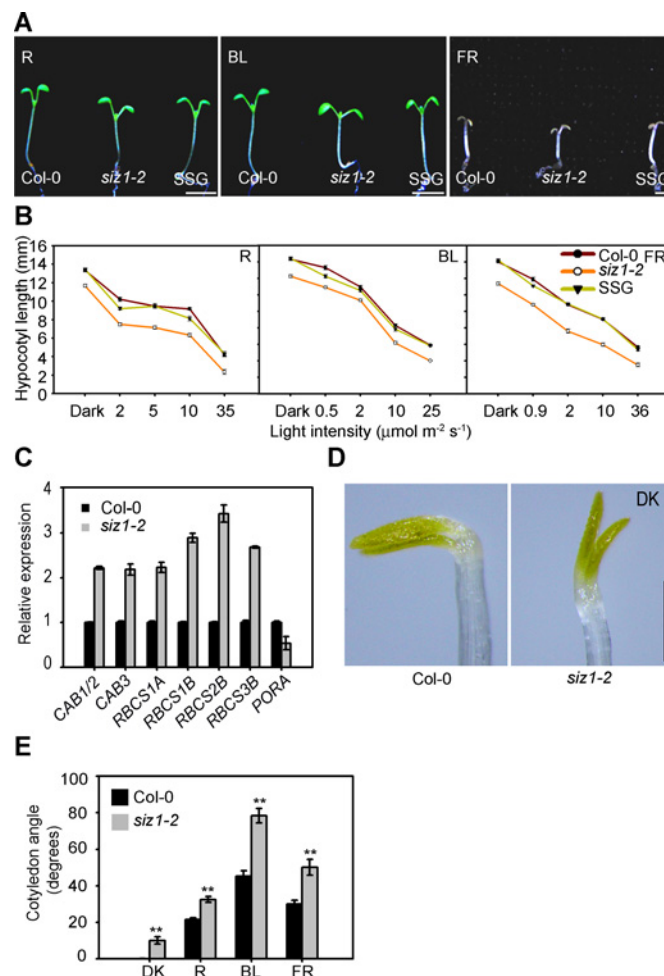 A
R
BL
FR
Col-0
siz1-2
SSG
Col-0
siz1-2
SSG
Col-0
siz1-2
SSG
B
Hypocotyl length (mm)
16
14
12
10
8
6
4
2
0
R
BL
FR
Col-0
siz1-2
SSG
Dark 2 5 10 35
Dark 0.5 2 10 25
Dark 0.9 2 10 36
Light intensity (μmol m⁻² s⁻¹)
C
Relative expression
4
3
2
1
0
Col-0
siz1-2
CAB1/2
CAB3
RBCS1A
RBCS1B
RBCS2B
RBCS3B
PORA
D
DK
Col-0
siz1-2
E
Cotyledon angle
(degrees)
100
80
60
40
20
0
Col-0
siz1-2
**
**
**
**
DK R BL FR